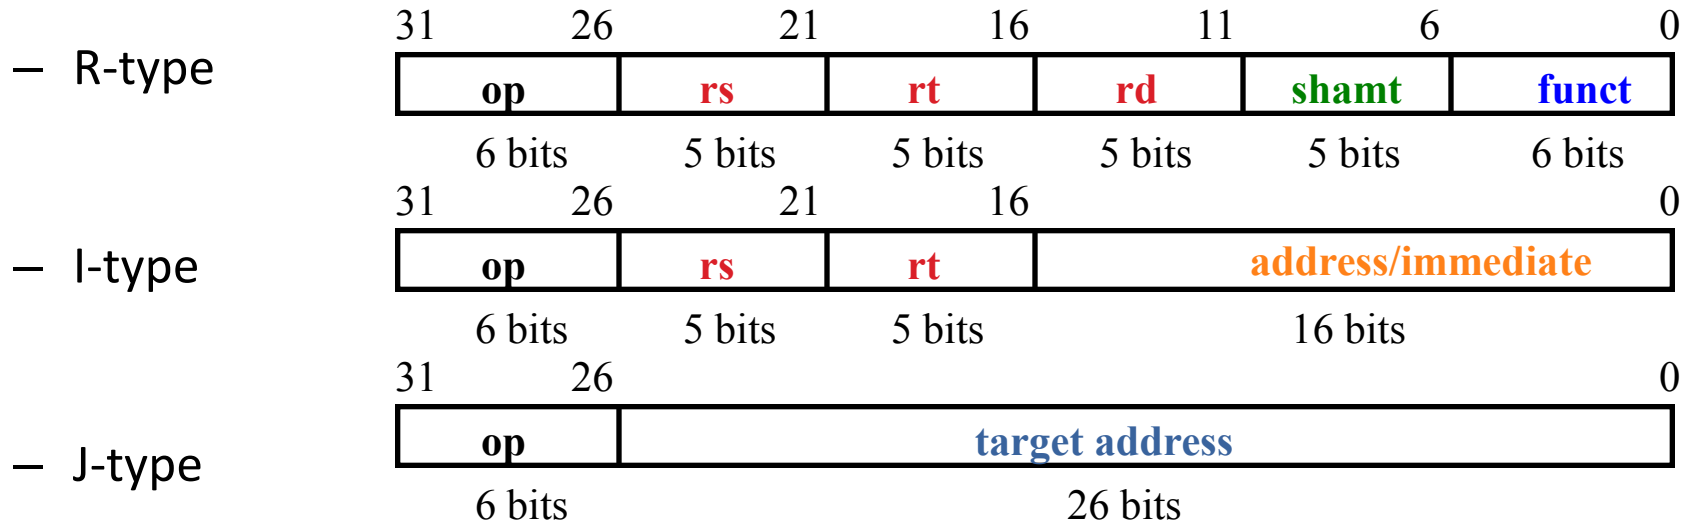 31 26 21 16 11 6 0
– R-type op rs rt rd shamt funct
6 bits 5 bits 5 bits 5 bits 5 bits 6 bits
31 26 21 16 0
– I-type op rs rt address/immediate
6 bits 5 bits 5 bits 16 bits
31 26 0
– J-type op target address
6 bits 26 bits